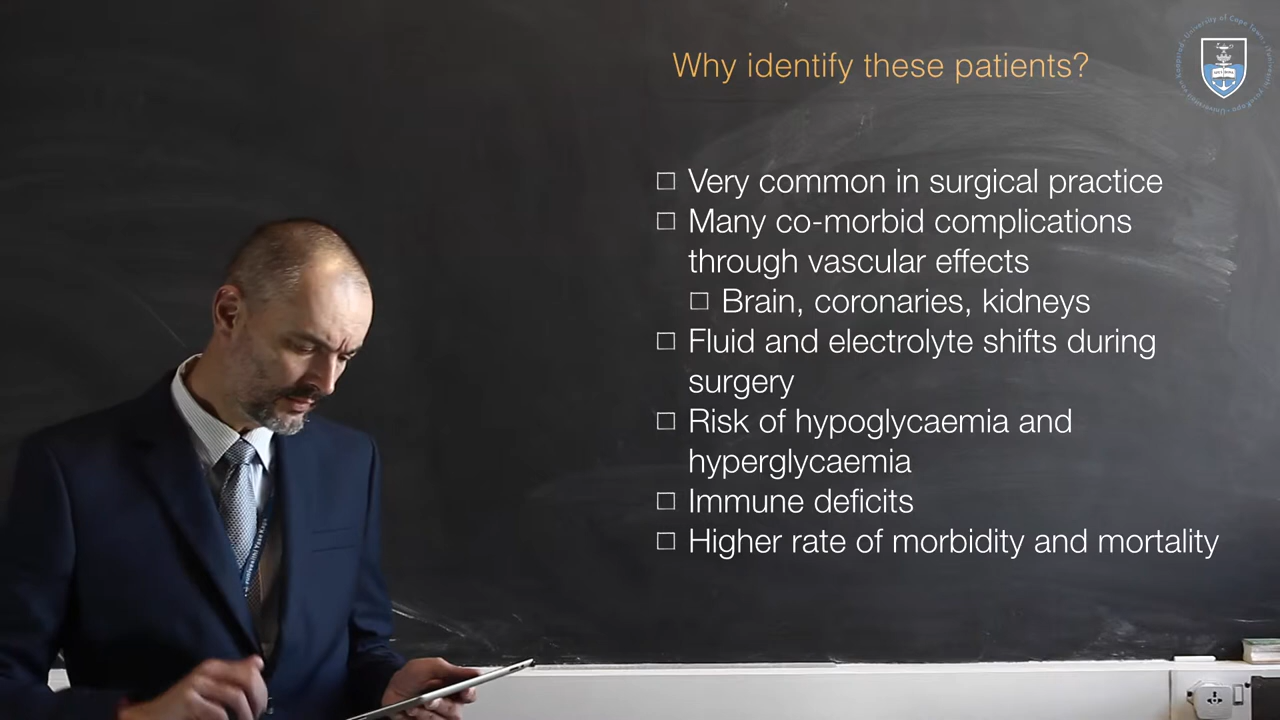 Why identify these patients?
Very common in surgical practice
Many co-morbid complications
through vascular effects
Brain, coronaries, kidneys
Fluid and electrolyte shifts during
surgery
Risk of hypoglycaemia and
hyperglycaemia
Immune deficits
Higher rate of morbidity and mortality